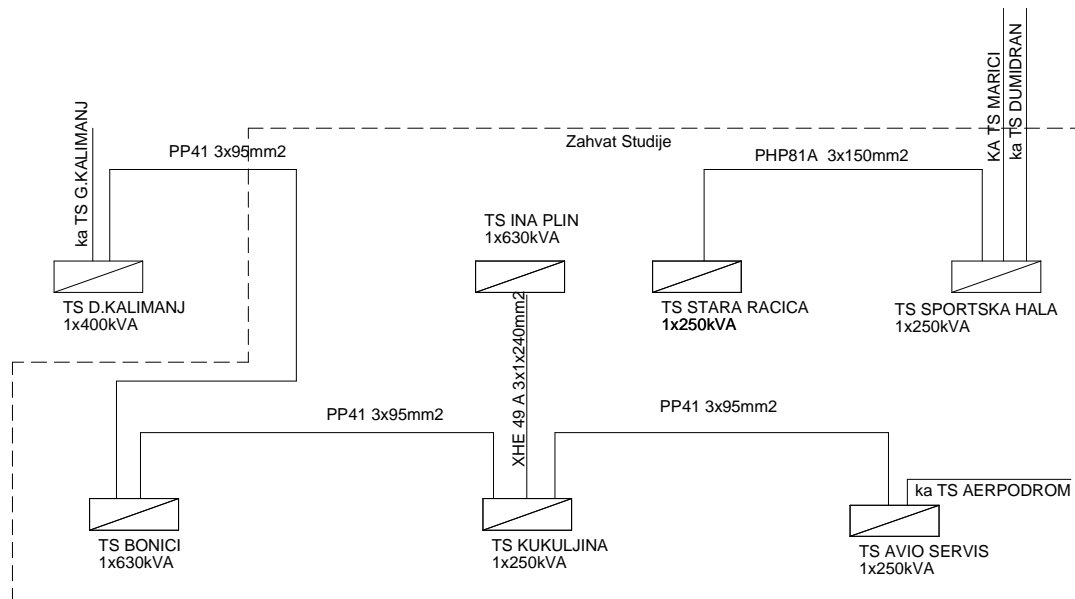 KA TS MARICI
ka TS DUMIDRAN
ka TS G.KALIMANJ
PP41 3x95mm2
Zahvat Studije
PHP81A 3x150mm2
TS INA PLIN
1x630kVA
TS D.KALIMANJ
1x400kVA
TS STARA RACICA
1x250kVA
TS SPORTSKA HALA
1x250kVA
XHE 49 A 3x1x240mm2
PP41 3x95mm2
PP41 3x95mm2
ka TS AERPODROM
TS BONICI
1x630kVA
TS KUKULJINA
1x250kVA
TS AVIO SERVIS
1x250kVA